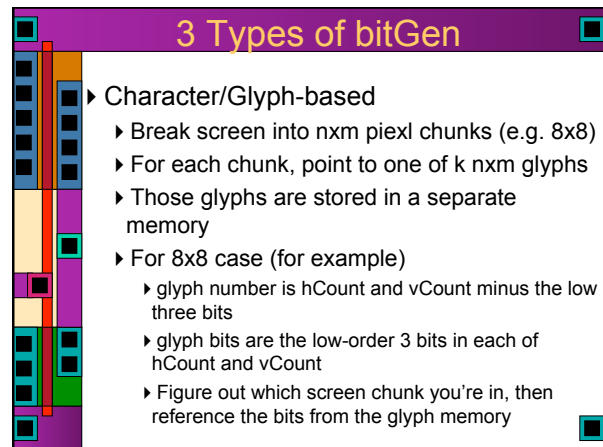 3 Types of bitGen
Character/Glyph-based
Break screen into nxm piexl chunks (e.g. 8x8)
For each chunk, point to one of k nxm glyphs
Those glyphs are stored in a separate
memory
For 8x8 case (for example)
glyph number is hCount and vCount minus the low
three bits
glyph bits are the low-order 3 bits in each of
hCount and vCount
Figure out which screen chunk you're in, then
reference the bits from the glyph memory